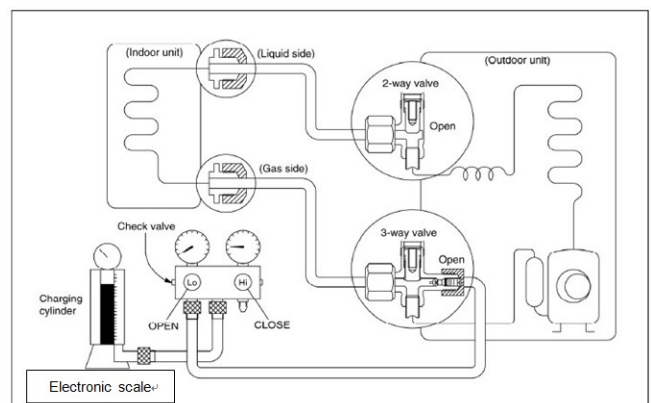 (Indoor unit)
(Liquid side)
2-way valve
(Outdoor unit)
Open
(Gas side)
Check valve
3-way valve
Open
Lo
Hi
Charging
cylinder
OPEN
CLOSE
Electronic scale↵